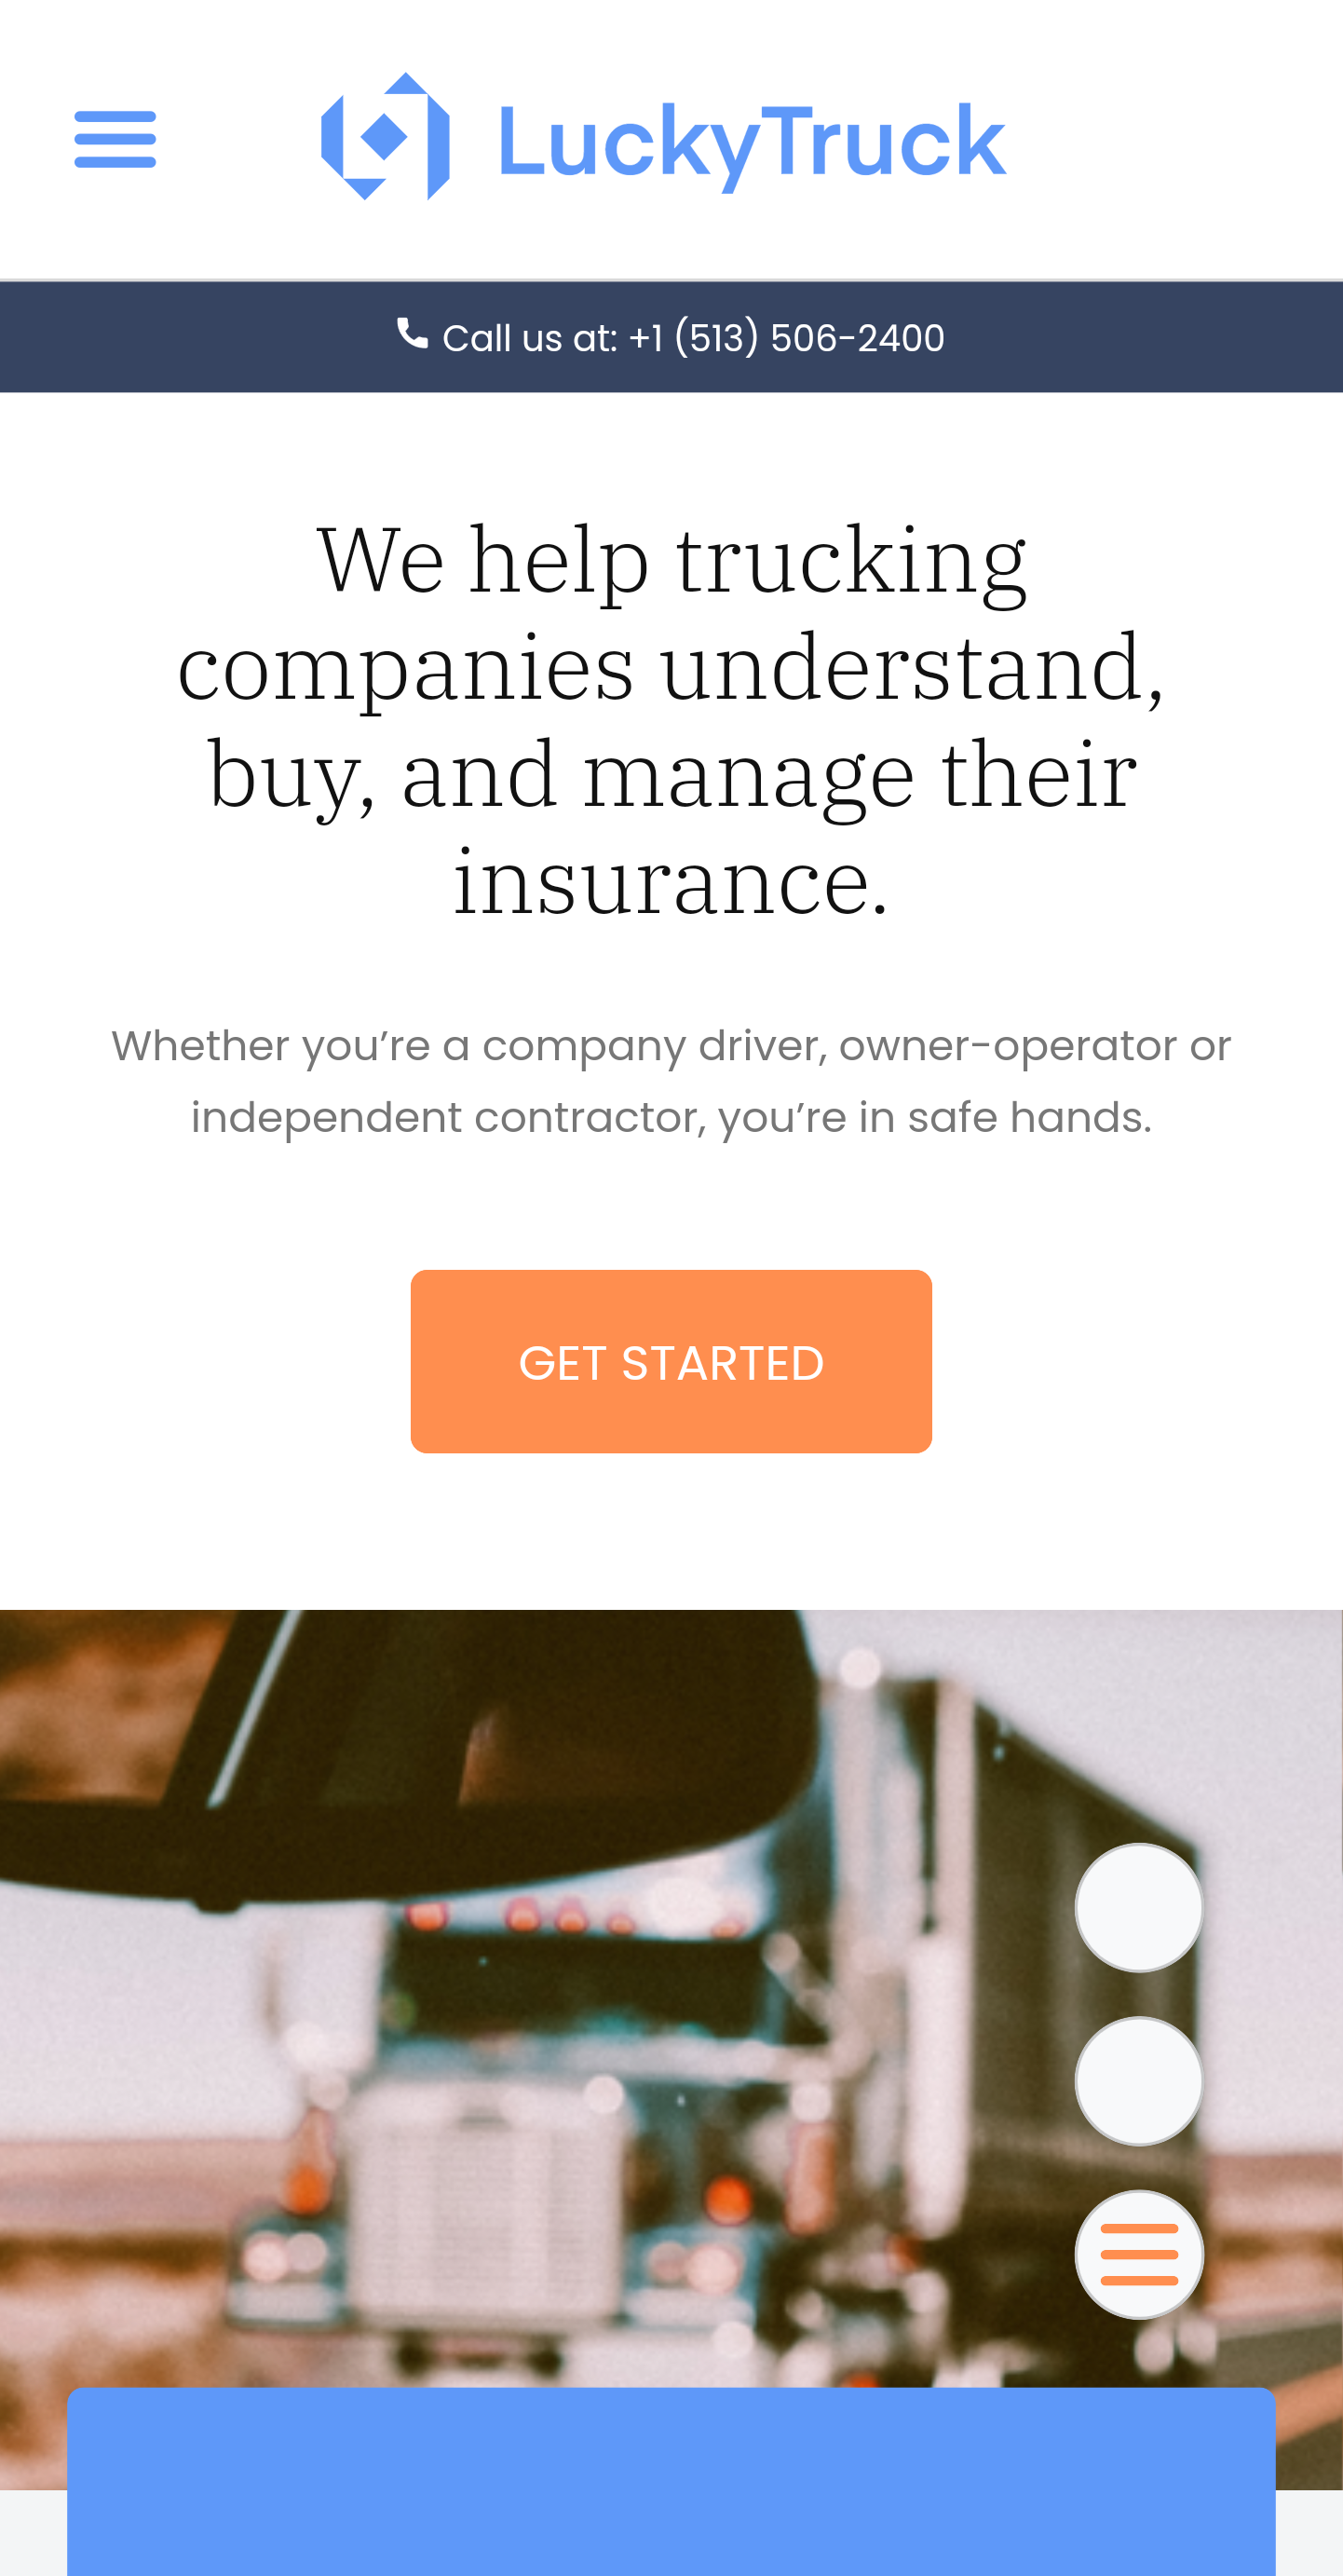 LuckyTruck
Call us at: +1 (513) 506-2400
We help trucking
companies understand,
buy, and manage their
insurance.
Whether you’re a company driver, owner-operator or
independent contractor, you’re in safe hands.
GET STARTED